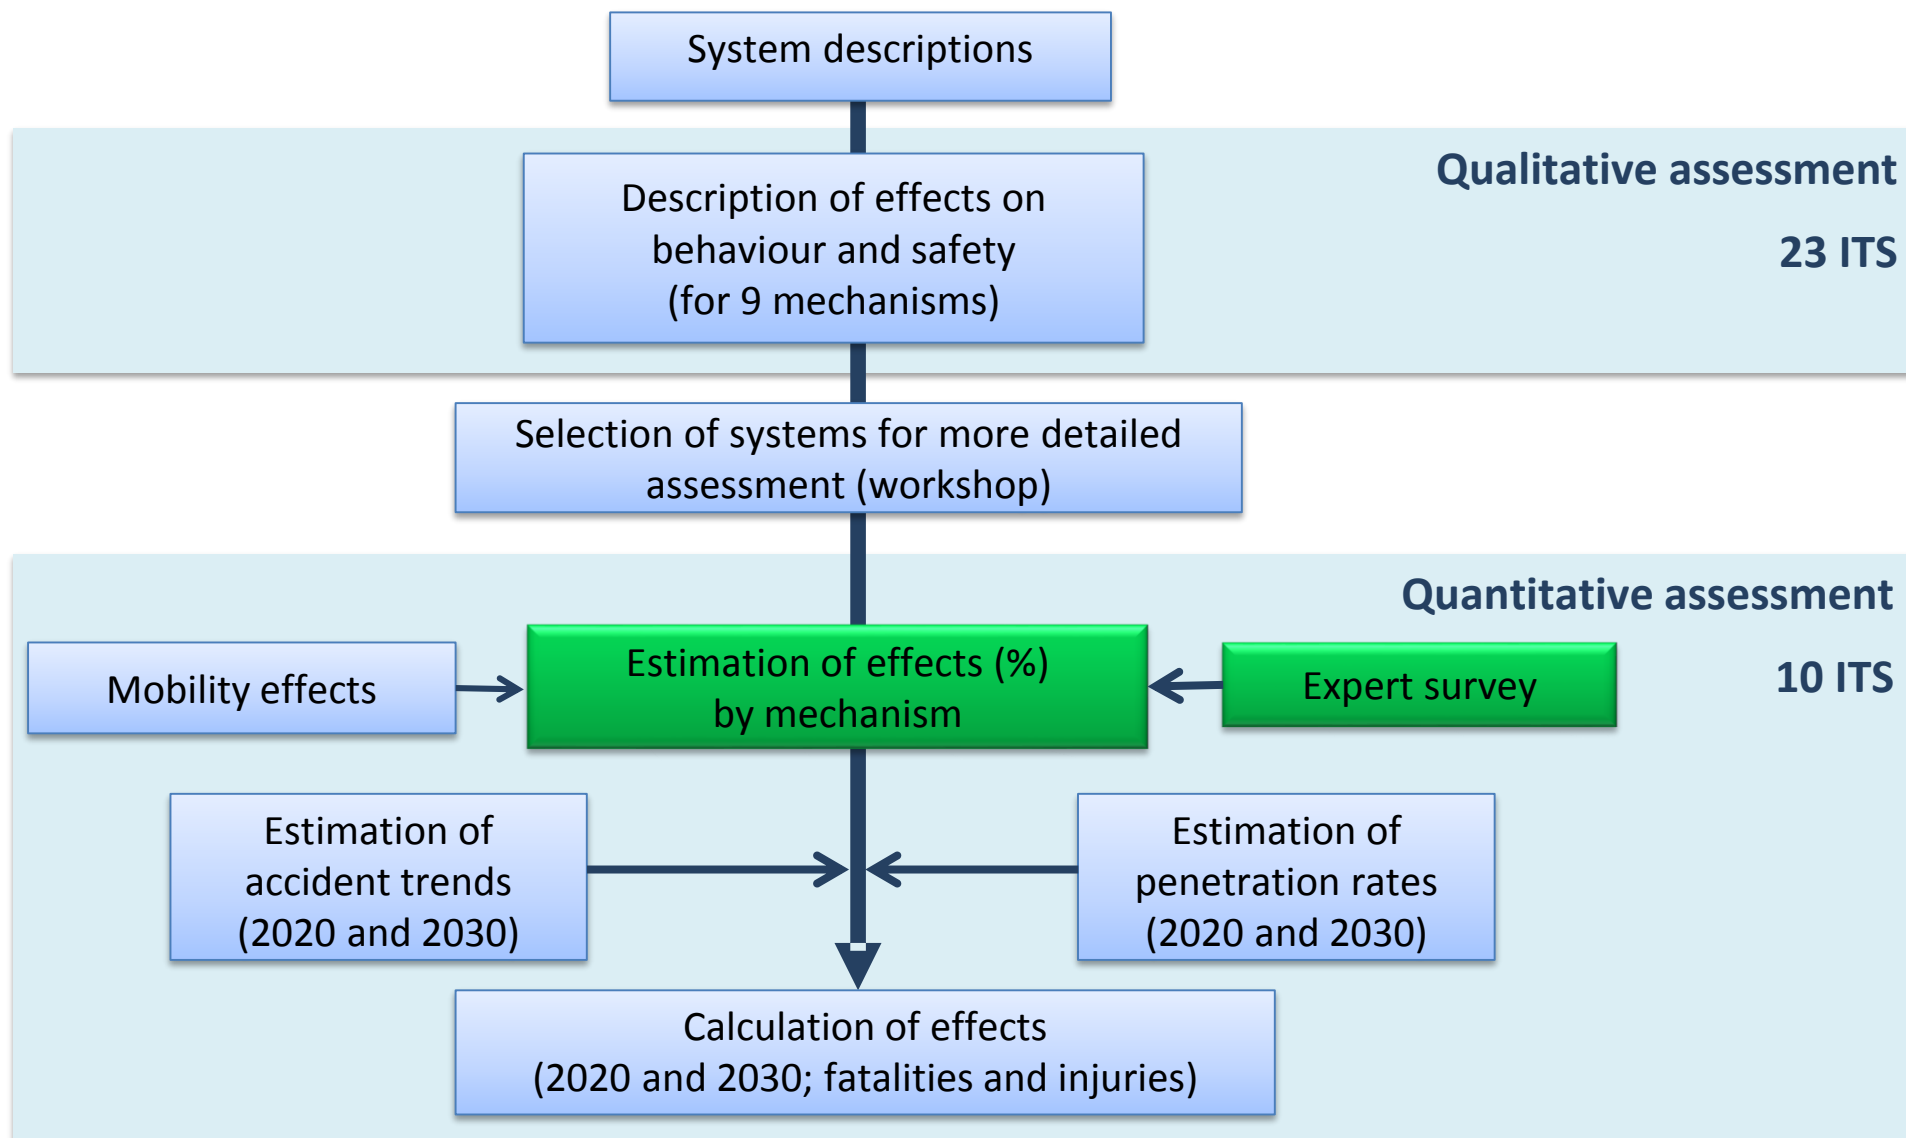 System descriptions
Qualitative assessment
23 ITS
Description of effects on
behaviour and safety
(for 9 mechanisms)
Selection of systems for more detailed
assessment (workshop)
Quantitative assessment
10 ITS
Mobility effects
Estimation of effects (%)
by mechanism
Expert survey
Estimation of
accident trends
(2020 and 2030)
Estimation of
penetration rates
(2020 and 2030)
Calculation of effects
(2020 and 2030; fatalities and injuries)